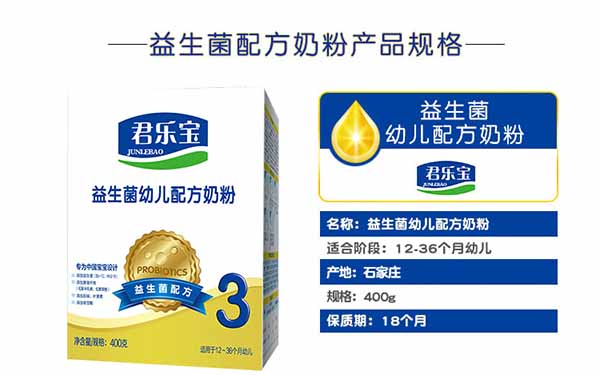 益生菌配方奶粉产品规格
君乐宝
JUNLEBAO
益生菌幼儿配方奶粉
专为中国宝宝设计
PROBIOTICS
益生菌配方
3
净含量/规格：400克
适用于12~36个月幼儿
益生菌
幼儿配方奶粉
君乐宝
JUNLEBAO
名称：益生菌幼儿配方奶粉
适合阶段：12-36个月幼儿
产地：石家庄
规格：400g
保质期：18个月